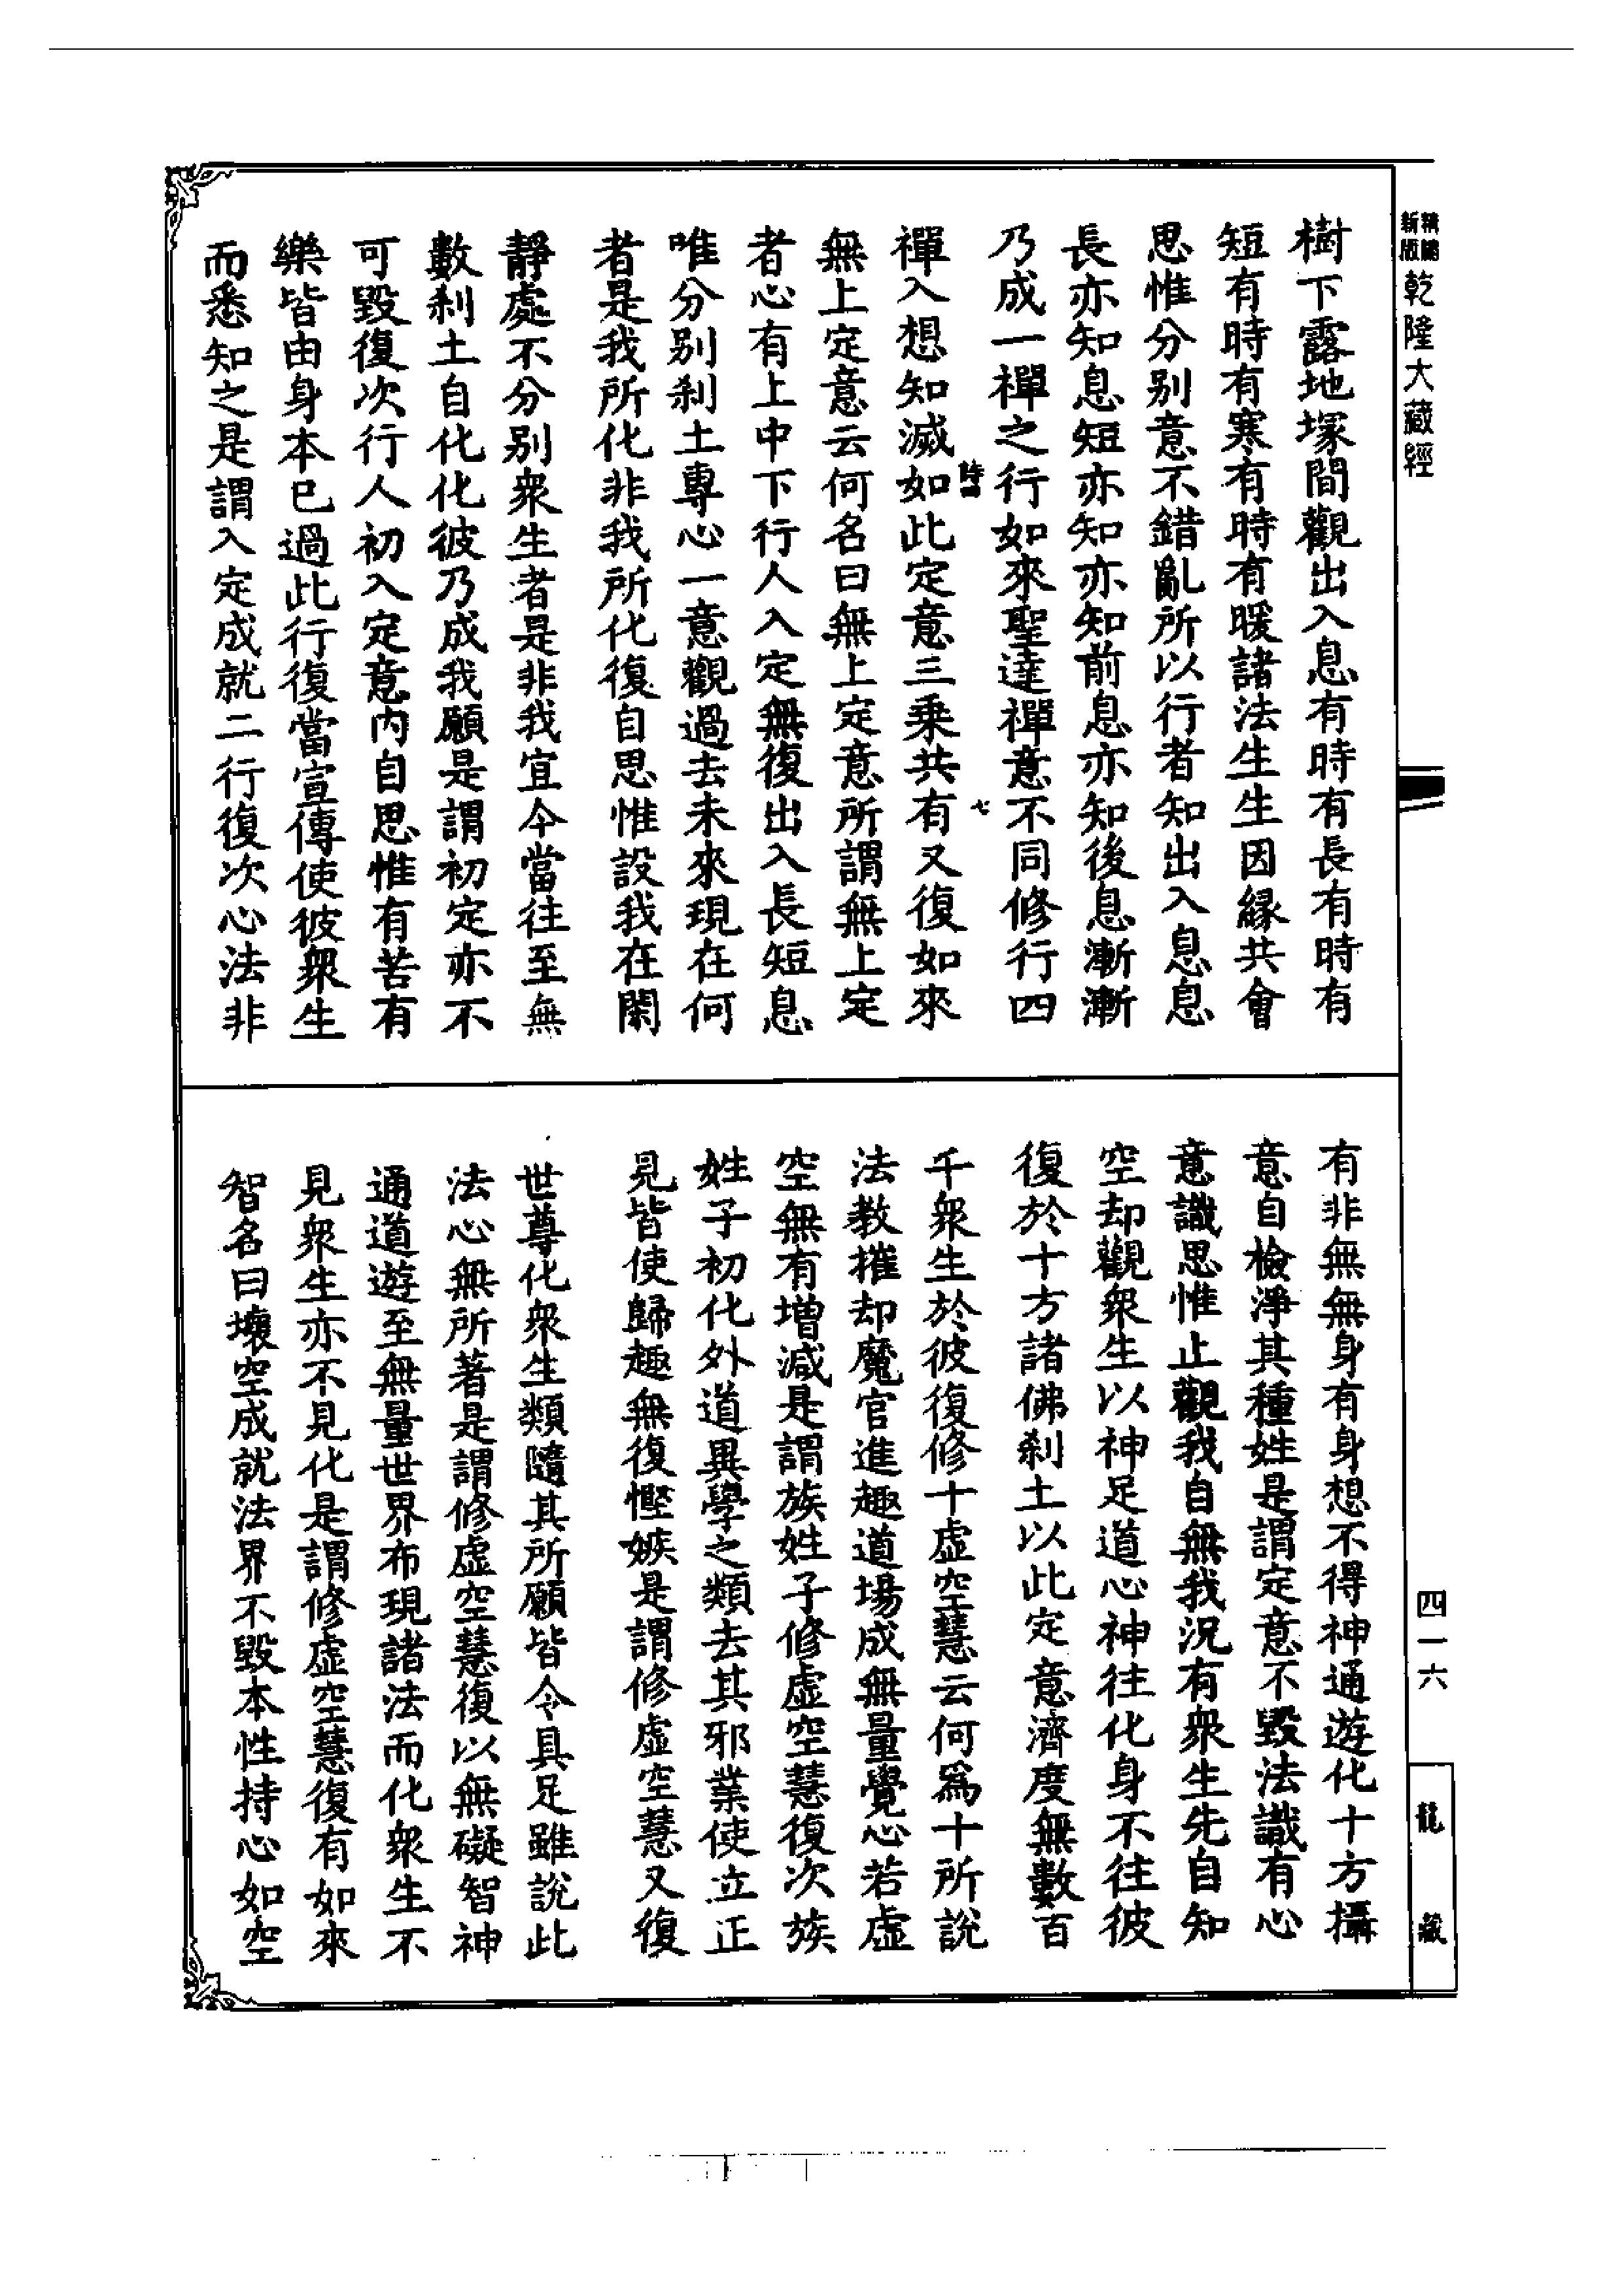 新版
精縮
乾隆大藏經
樹下露地塚間觀出入息有時有長有時有
短有時有寒有時有暖諸法生生因緣共會
思惟分別意不錯亂所以行者知出入息息
長亦知息短亦知亦知前息亦知後息漸漸
乃成一禪之行如來聖達禪意不同修行四
七
禪入想知滅如此定意三乘共有又復如來
無上定意云何名曰無上定意所謂無上定
者心有上中下行人入定無復出入長短息
唯分別剎土專心一意觀過去未來現在何
者是我所化非我所化復自思惟設我在閑
靜處不分別眾生者是非我宜今當往至無
數剎土自化化彼乃成我願是謂初定亦不
可毀復次行人初入定意內自思惟有苦有
樂皆由身本已過此行復當宣傳使彼眾生
而悉知之是謂入定成就二行復次心法非
有非無無身有身想不得神通遊化十方攝
意自檢淨其種姓是謂定意不毀法識有心
意識思惟止觀我自無我況有眾生先自知
空却觀眾生以神足道心神往化身不往彼
復於十方諸佛剎土以此定意濟度無數百
千眾生於彼復修十虛空慧云何為十所說
法教摧却魔官進趣道場成無量覺心若虛
空無有增減是謂族姓子修虛空慧復次族
姓子初化外道異學之類去其邪業使立正
見皆使歸趣無復慳嫉是謂修虛空慧又復
世尊化眾生類隨其所願皆令具足雖說此
法心無所著是謂修虛空慧復以無礙智神
通道遊至無量世界布現諸法而化眾生不
見眾生亦不見化是謂修虛空慧復有如來
智名曰壞空成就法界不毀本性持心如空
四一六
龍藏